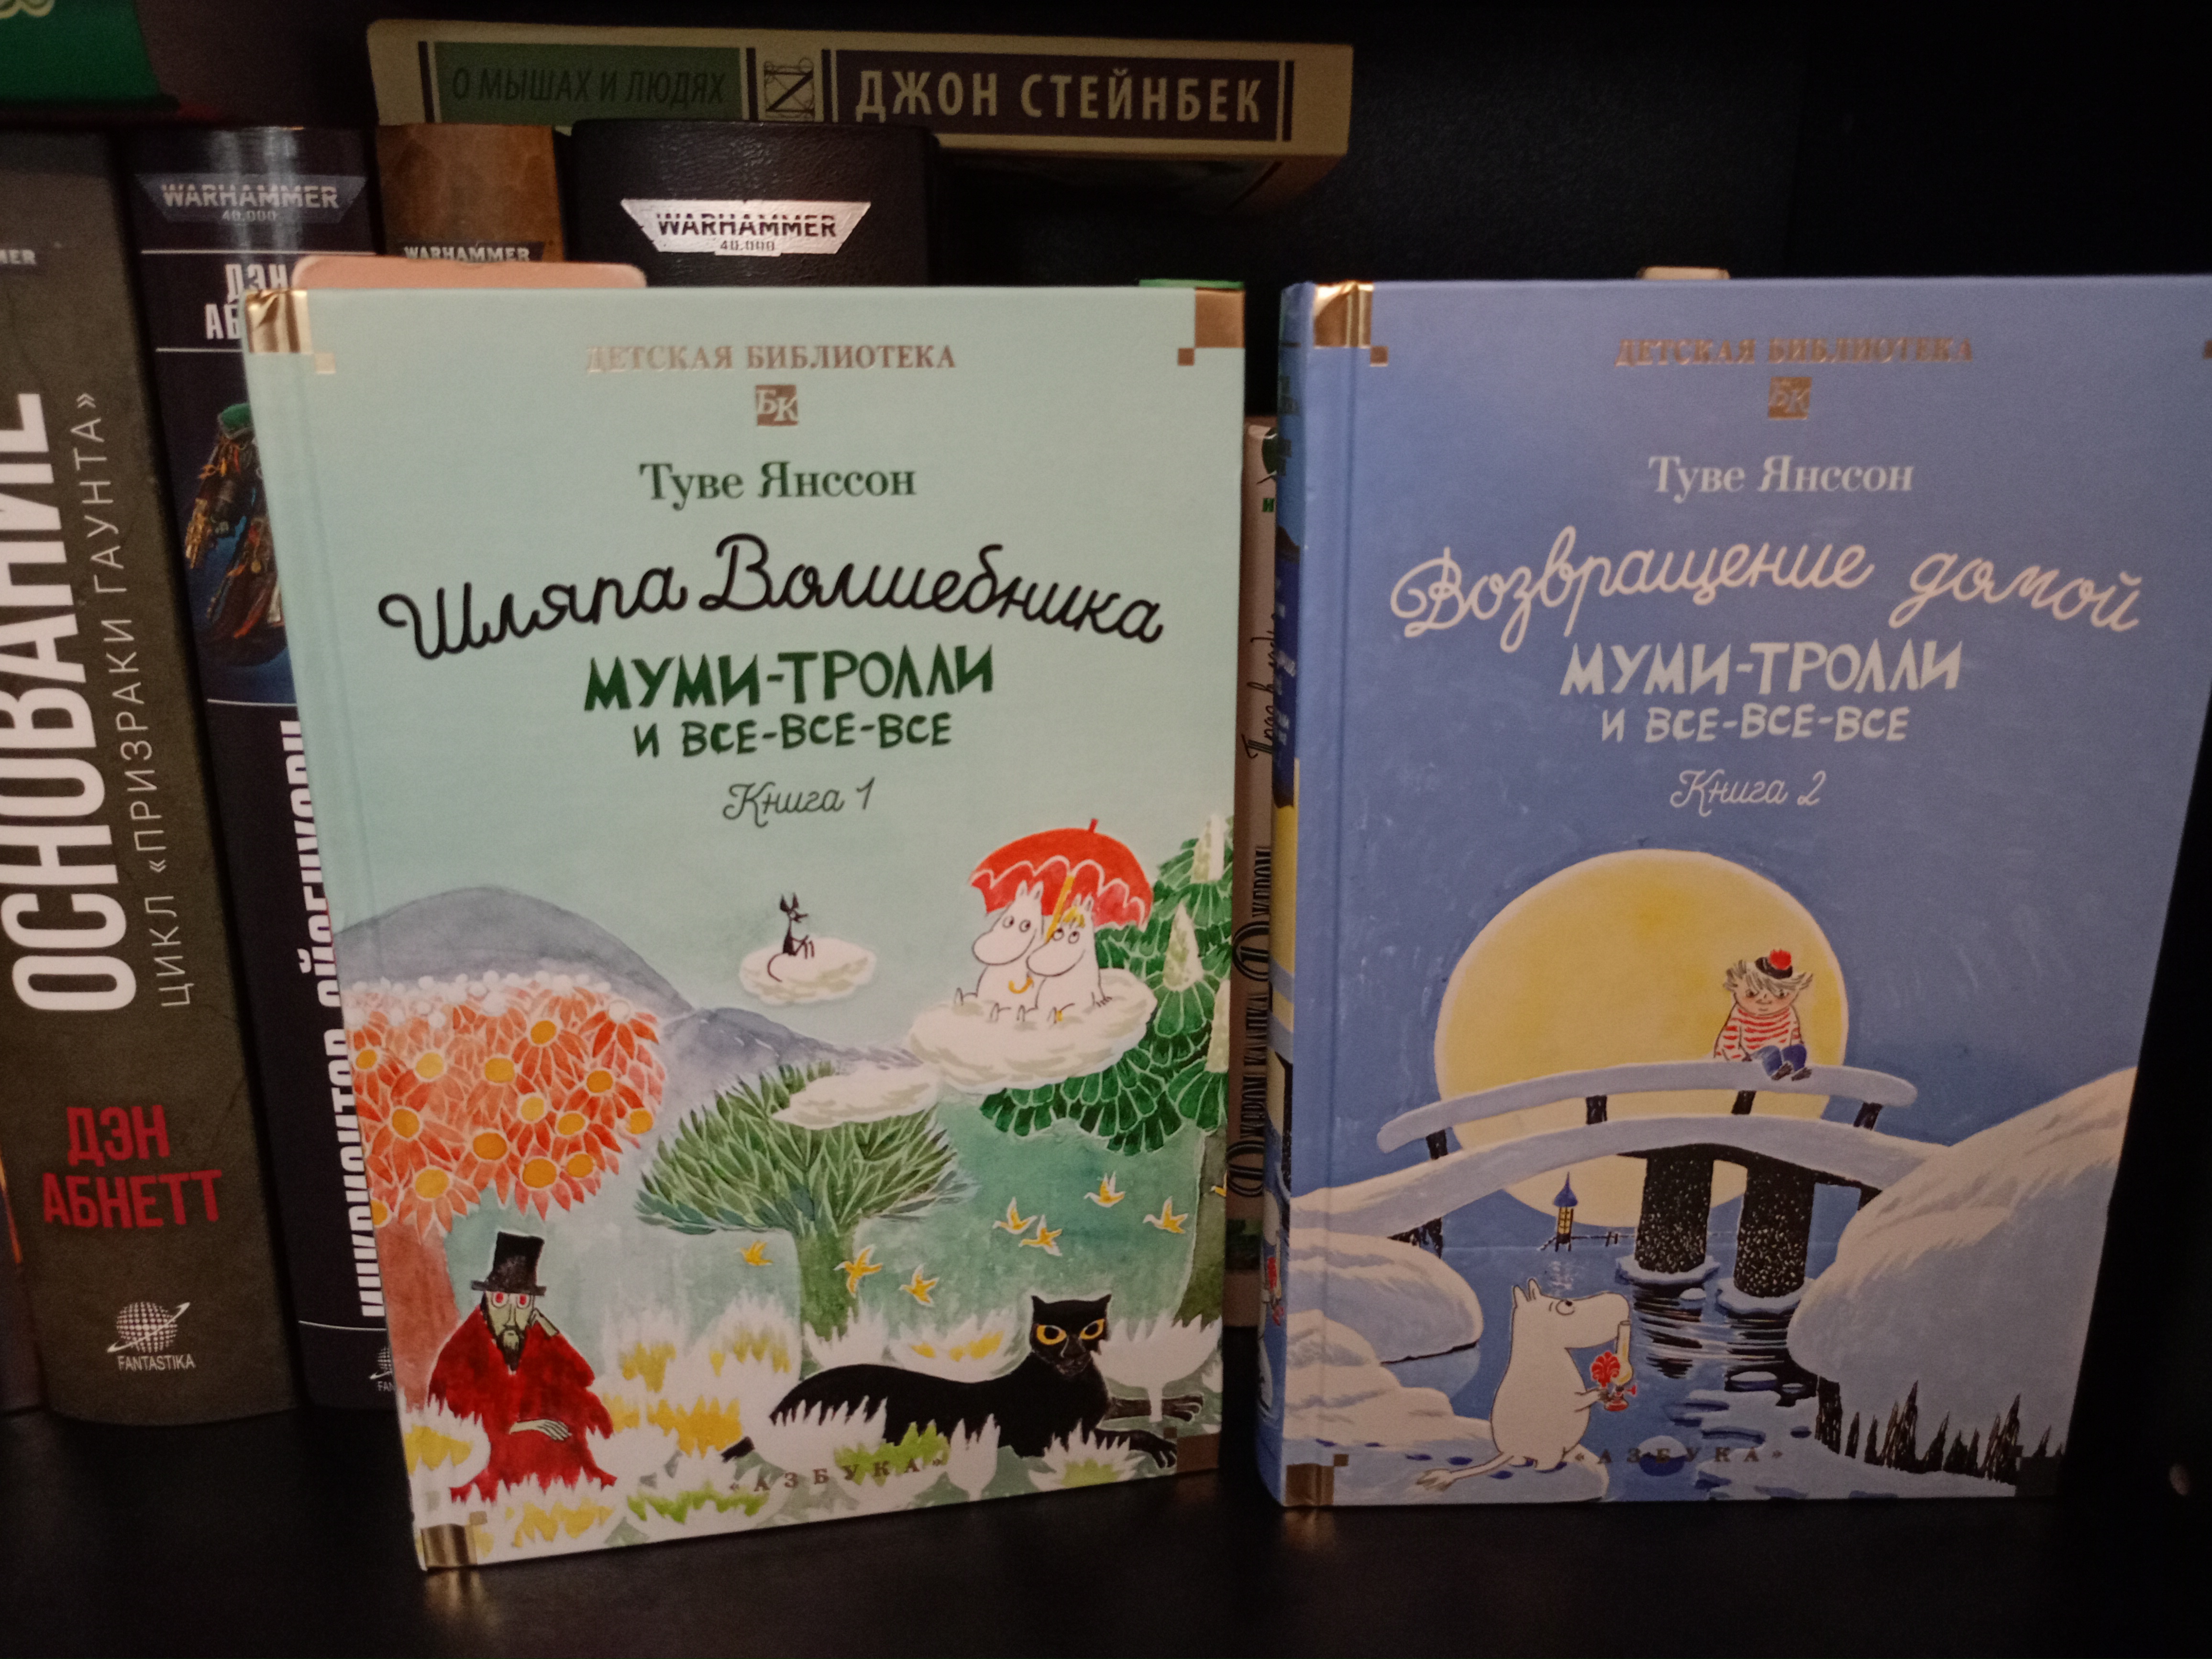 О МЫШАХ И ЛЮДЯХ
ДЖОН СТЕЙНБЕК
WARHAMMER
40.000
ДЭН
WARHAMMER
WARHAMMER
40.000
ОСНОВАНИЕ
ЦИКЛ «ПРИЗРАКИ ГАУНТА»
ДЭН
АБНЕТТ
FANTASTIKA
ДЕТСКАЯ БИБЛИОТЕКА
БК
Туве Янссон
Шляпа Волшебника
МУМИ-ТРОЛЛИ
И ВСЕ-ВСЕ-ВСЕ
Книга 1
«АЗБУКА»
ДЕТСКАЯ БИБЛИОТЕКА
БК
Туве Янссон
Возвращение домой
МУМИ-ТРОЛЛИ
И ВСЕ-ВСЕ-ВСЕ
Книга 2
«АЗБУКА»